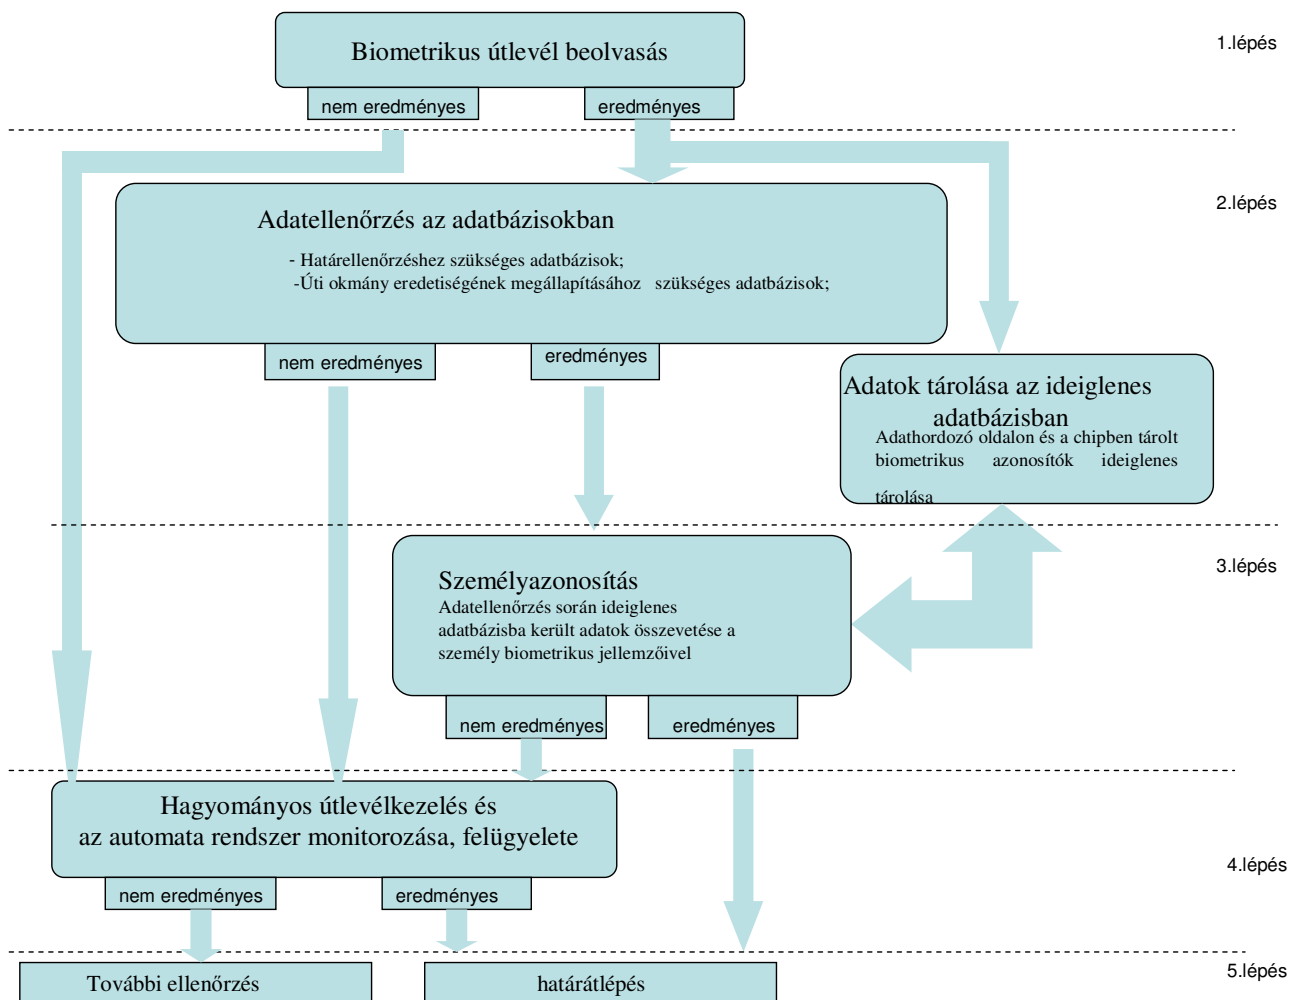 Biometrikus útlevél beolvasás
1.lépés
nem eredményes
eredményes
2.lépés
Adatellenőrzés az adatbázisokban
- Határellenőrzéshez szükséges adatbázisok;
-Úti okmány eredetiségének megállapításához szükséges adatbázisok;
nem eredményes
eredményes
Adatok tárolása az ideiglenes
adatbázisban
Adathordozó oldalon és a chipben tárolt
biometrikus azonosítók ideiglenes
tárolása
3.lépés
Személyazonosítás
Adatellenőrzés során ideiglenes
adatbázisba került adatok összevetése a
személy biometrikus jellemzőivel
nem eredményes
eredményes
Hagyományos útlevélkezelés és
az automata rendszer monitorozása, felügyelete
4.lépés
nem eredményes
eredményes
5.lépés
További ellenőrzés
határátlépés